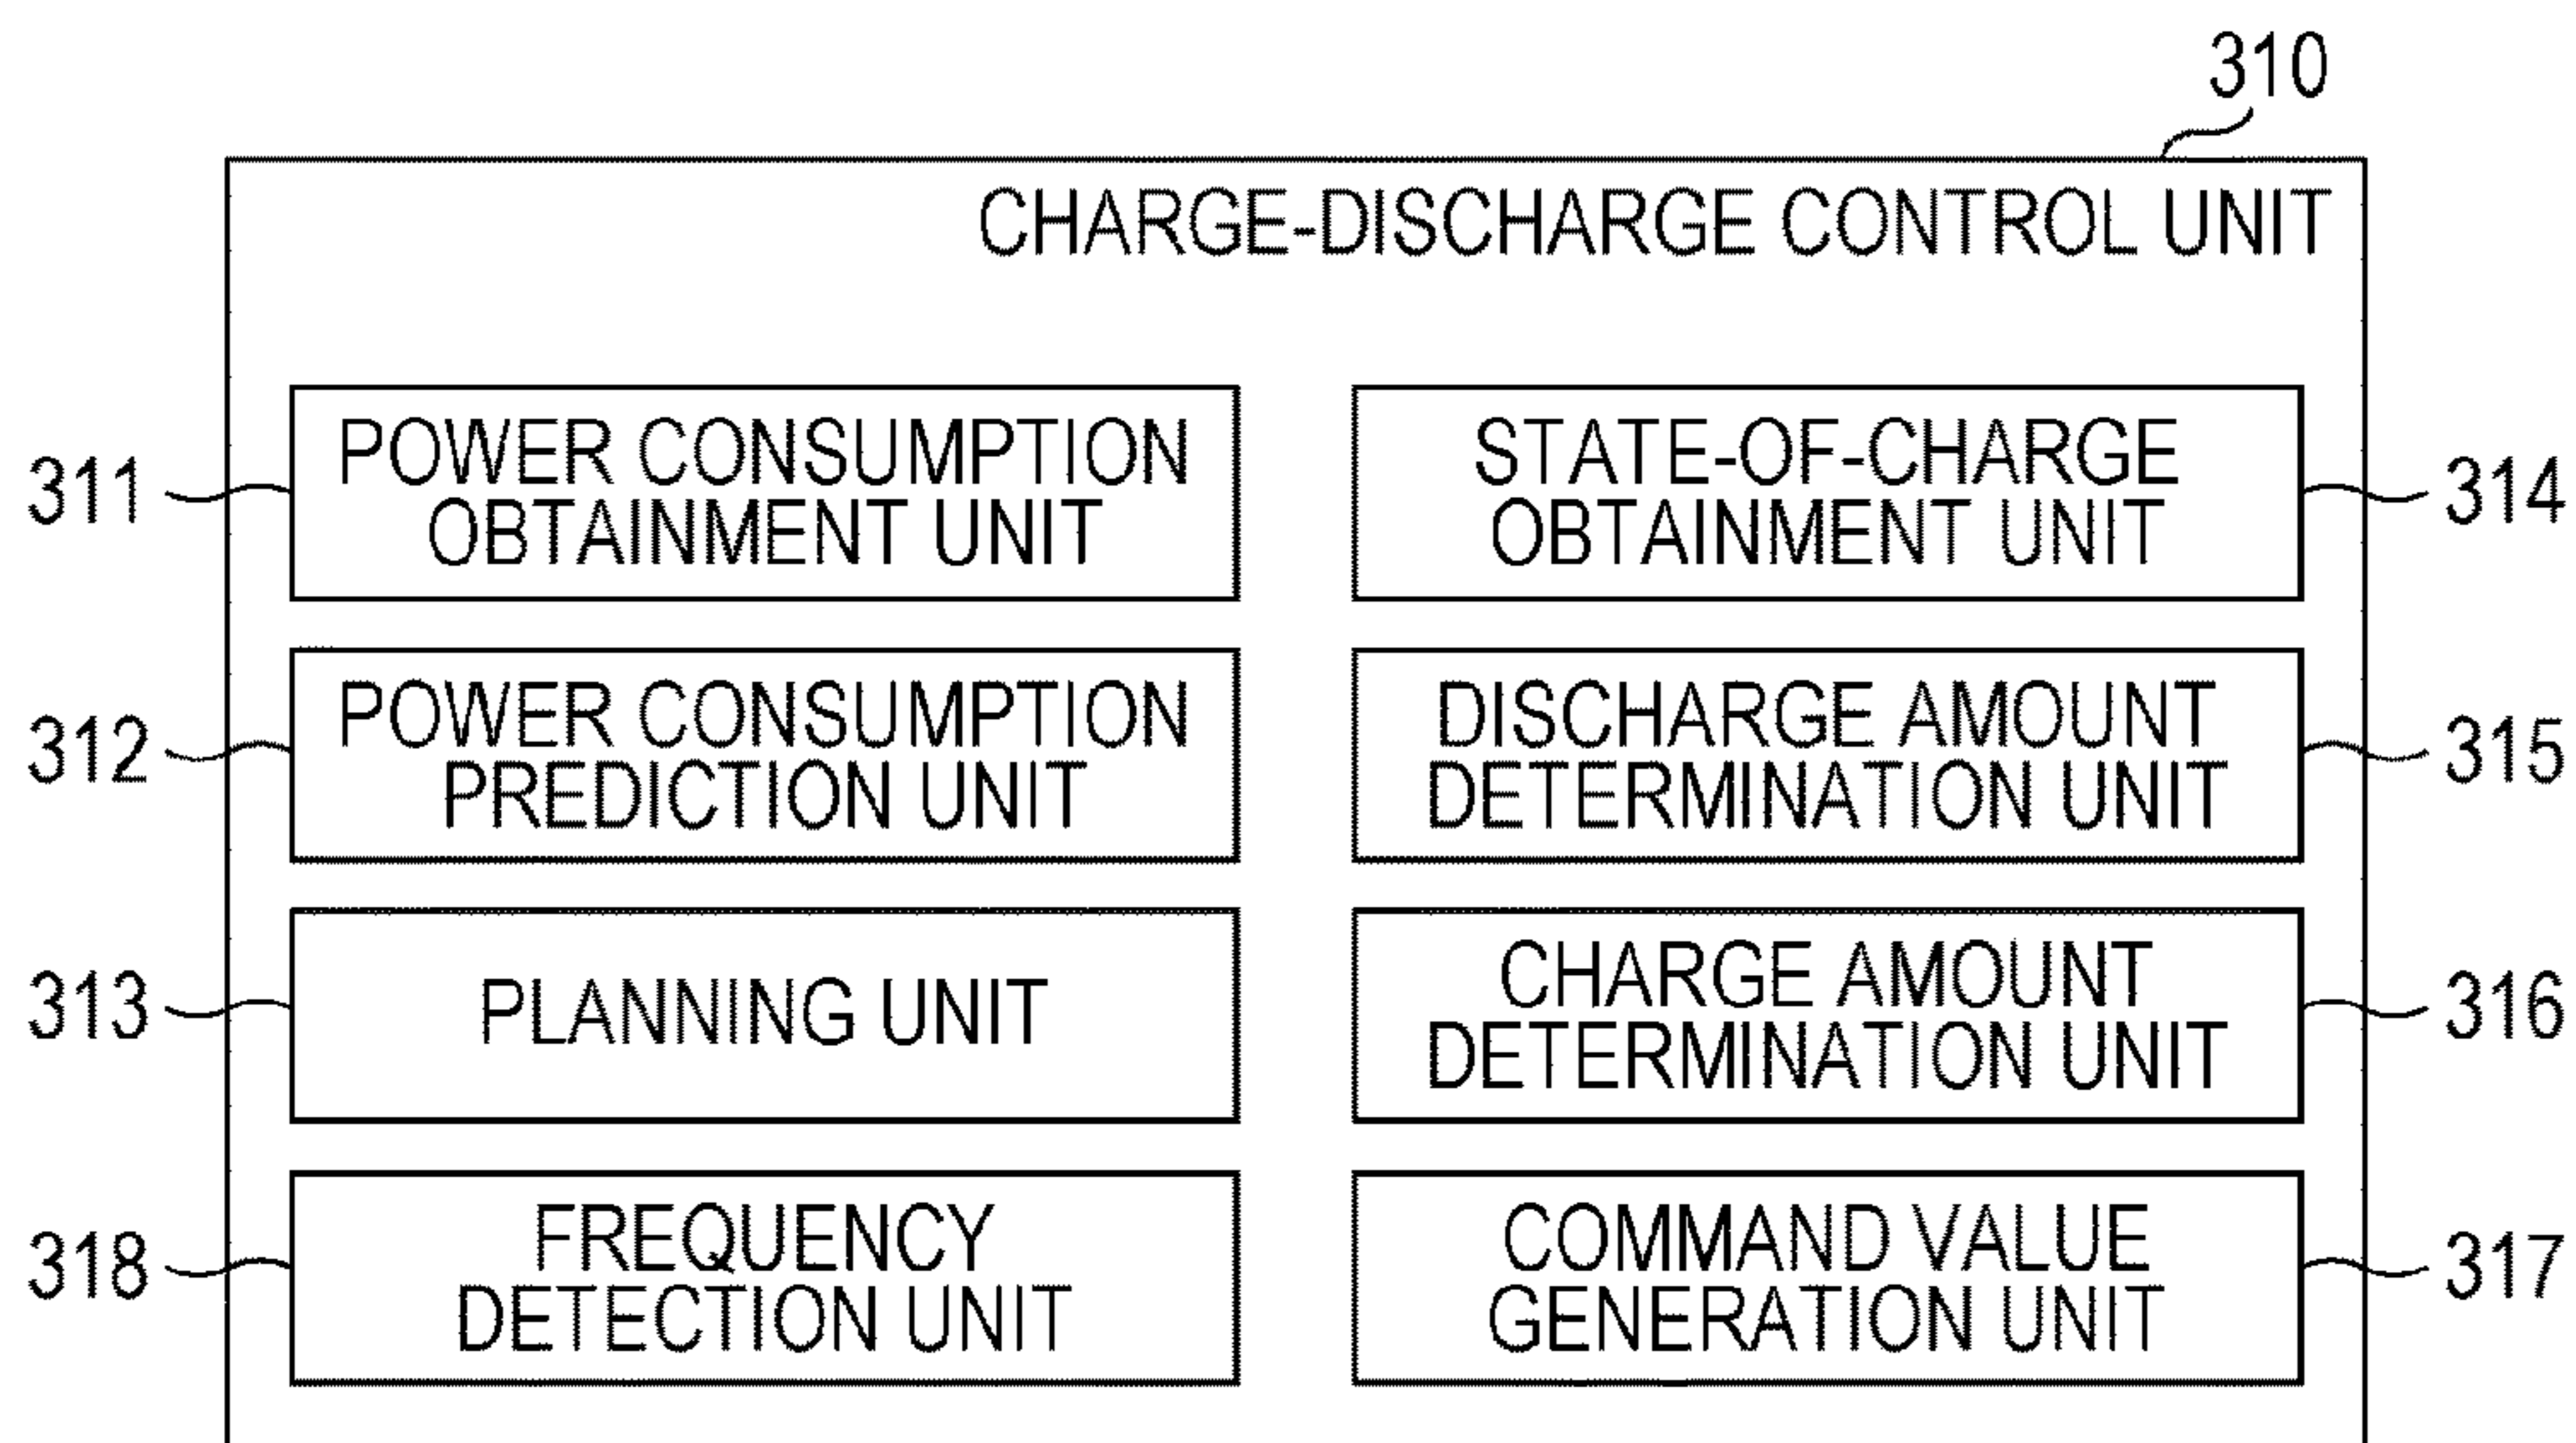 310
CHARGE-DISCHARGE CONTROL UNIT
311
POWER CONSUMPTION
OBTAINMENT UNIT
STATE-OF-CHARGE
OBTAINMENT UNIT
314
312
POWER CONSUMPTION
PREDICTION UNIT
DISCHARGE AMOUNT
DETERMINATION UNIT
315
313
PLANNING UNIT
CHARGE AMOUNT
DETERMINATION UNIT
316
318
FREQUENCY
DETECTION UNIT
COMMAND VALUE
GENERATION UNIT
317